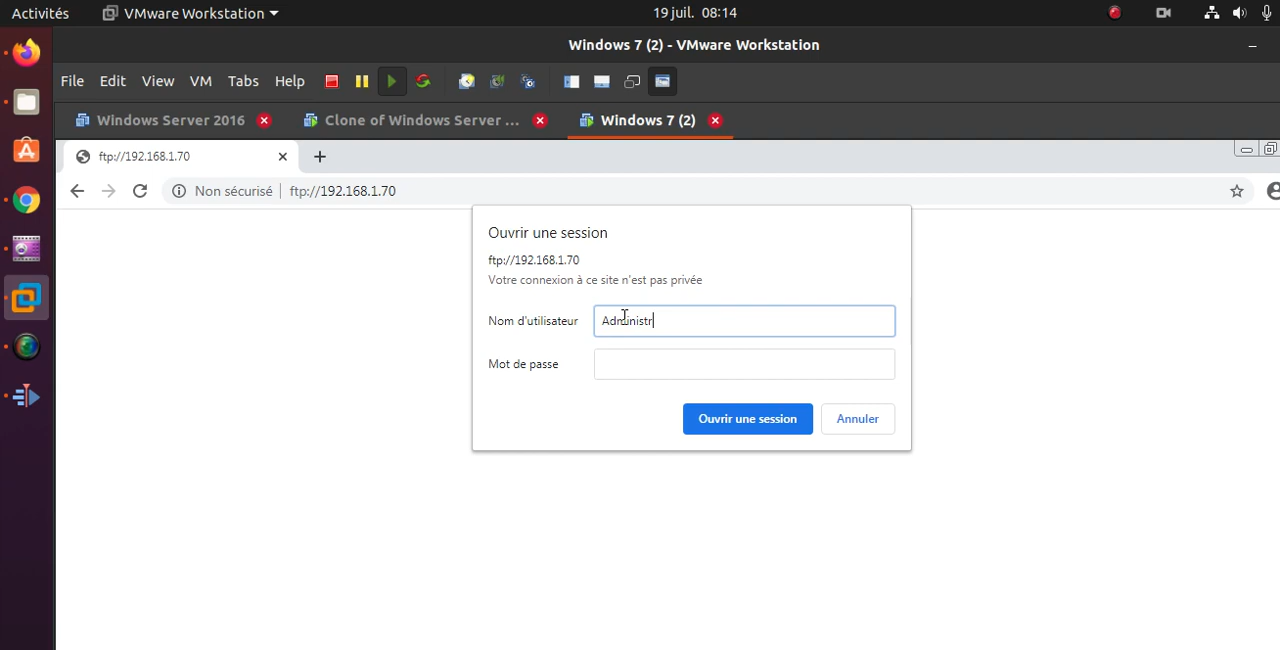 Activités VMware Workstation 19 juil. 08:14
Windows 7 (2) - VMware Workstation
File Edit View VM Tabs Help
Windows Server 2016 Clone of Windows Server ... Windows 7 (2)
ftp://192.168.1.70
Non sécurisé ftp://192.168.1.70
Ouvrir une session
ftp://192.168.1.70
Votre connexion à ce site n'est pas privée
Nom d'utilisateur Administr
Mot de passe
Ouvrir une session Annuler